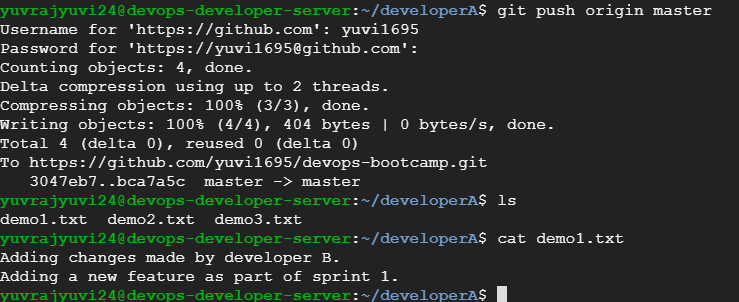 yuvrajyuvi24@devops-developer-server:~/developerA$ git push origin master
Username for 'https://github.com': yuvi1695
Password for 'https://yuvi1695@github.com':
Counting objects: 4, done.
Delta compression using up to 2 threads.
Compressing objects: 100% (3/3), done.
Writing objects: 100% (4/4), 404 bytes | 0 bytes/s, done.
Total 4 (delta 0), reused 0 (delta 0)
To https://github.com/yuvi1695/devops-bootcamp.git
   3047eb7..bca7a5c  master -> master
yuvrajyuvi24@devops-developer-server:~/developerA$ ls
demo1.txt  demo2.txt  demo3.txt
yuvrajyuvi24@devops-developer-server:~/developerA$ cat demo1.txt
Adding changes made by developer B.
Adding a new feature as part of sprint 1.
yuvrajyuvi24@devops-developer-server:~/developerA$